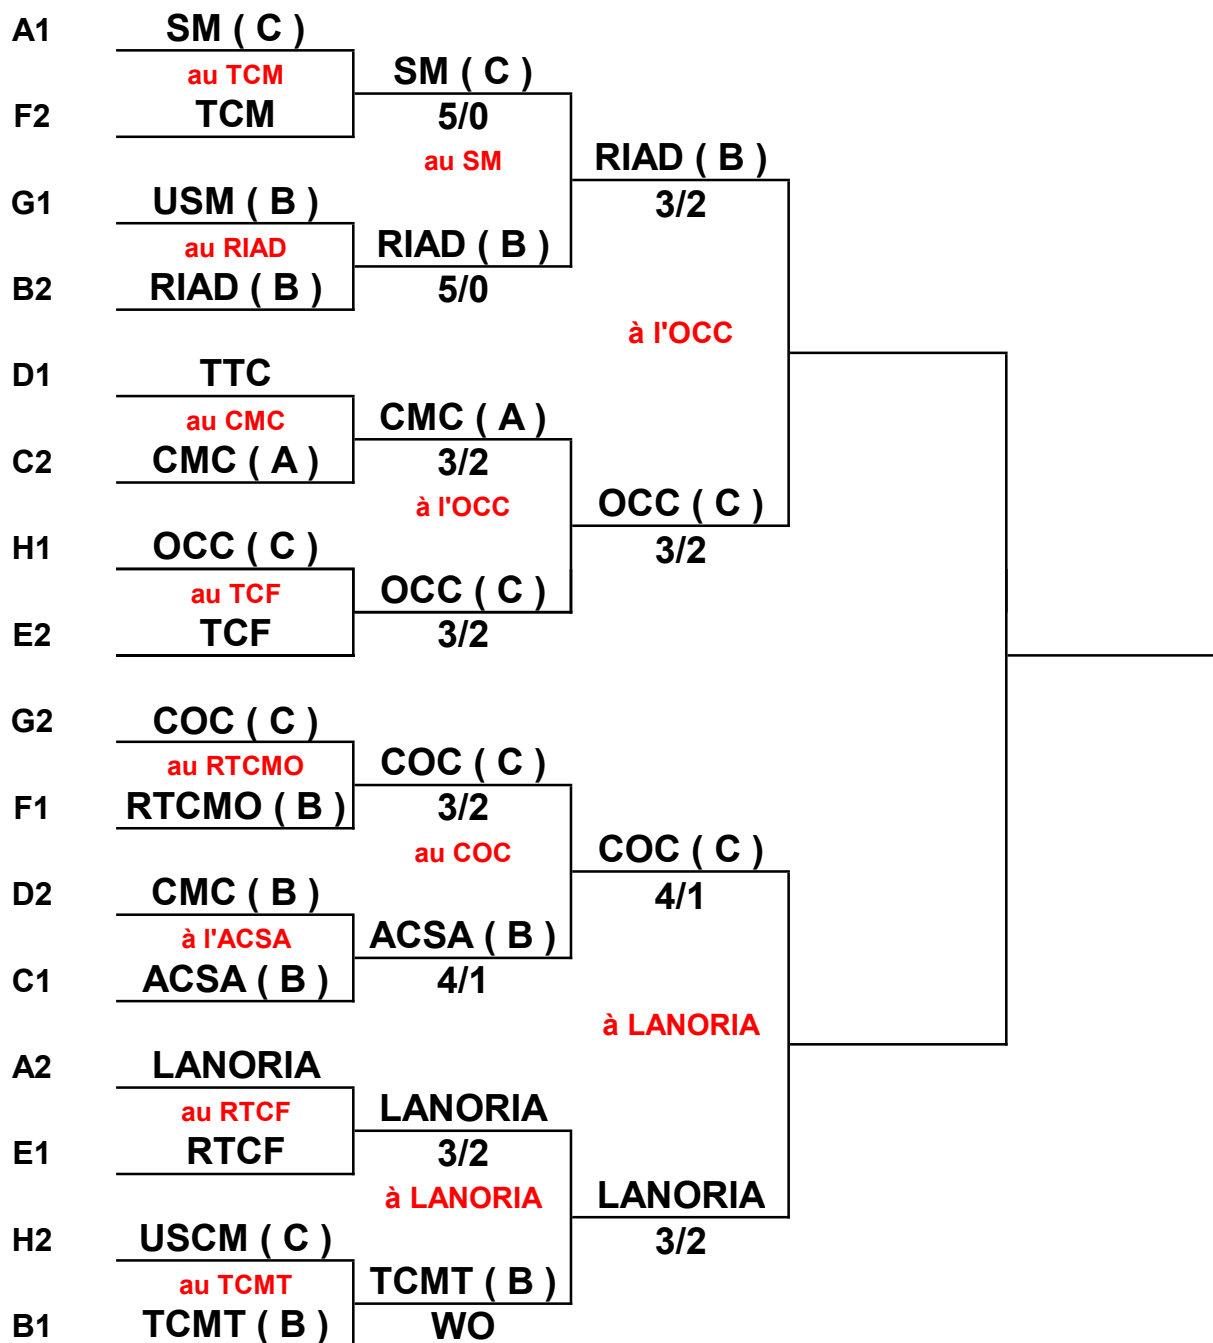 A1
SM ( C )
au TCM
SM ( C )
F2
TCM
5/0
au SM
RIAD ( B )
G1
USM ( B )
3/2
au RIAD
RIAD ( B )
B2
RIAD ( B )
5/0
à l'OCC
D1
TTC
au CMC
CMC ( A )
C2
CMC ( A )
3/2
à l'OCC
OCC ( C )
H1
OCC ( C )
3/2
au TCF
OCC ( C )
E2
TCF
3/2
G2
COC ( C )
au RTCMO
COC ( C )
F1
RTCMO ( B )
3/2
au COC
COC ( C )
D2
CMC ( B )
4/1
à l'ACSA
ACSA ( B )
C1
ACSA ( B )
4/1
à LANORIA
A2
LANORIA
au RTCF
LANORIA
E1
RTCF
3/2
à LANORIA
LANORIA
H2
USCM ( C )
3/2
au TCMT
TCMT ( B )
B1
TCMT ( B )
WO